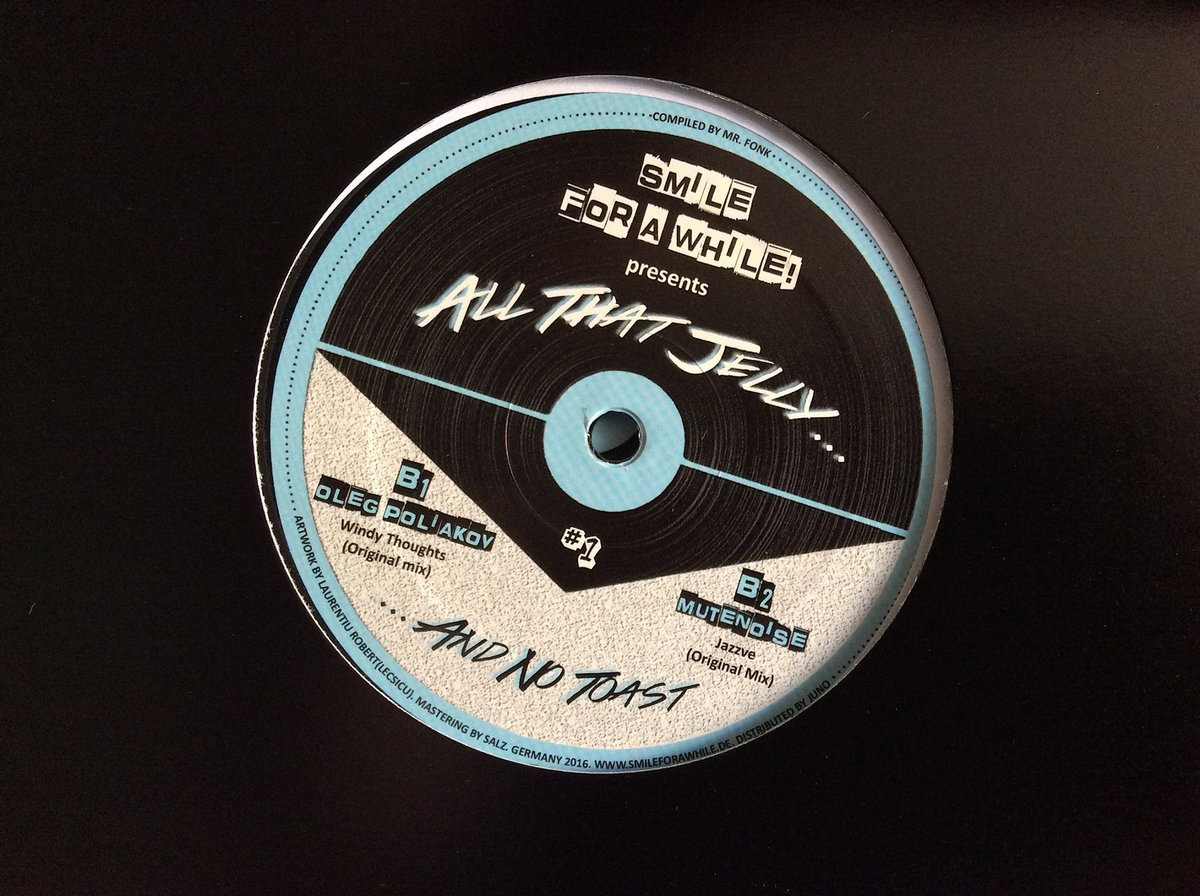 COMPILED BY MR. FONK
SMILE
FOR A WHILE!
presents
ALL THAT JELLY...
B1
OLEG POLIAKOV
Windy Thoughts
(Original mix)
#1
B2
MUTENOISE
Jazzve
(Original Mix)
....AND NO TOAST
ARTWORK BY LAURENTIU ROBERT(LECSICU). MASTERING BY SALZ. GERMANY 2016. WWW.SMILEFORAWHILE.DE. DISTRIBUTED BY JUNO